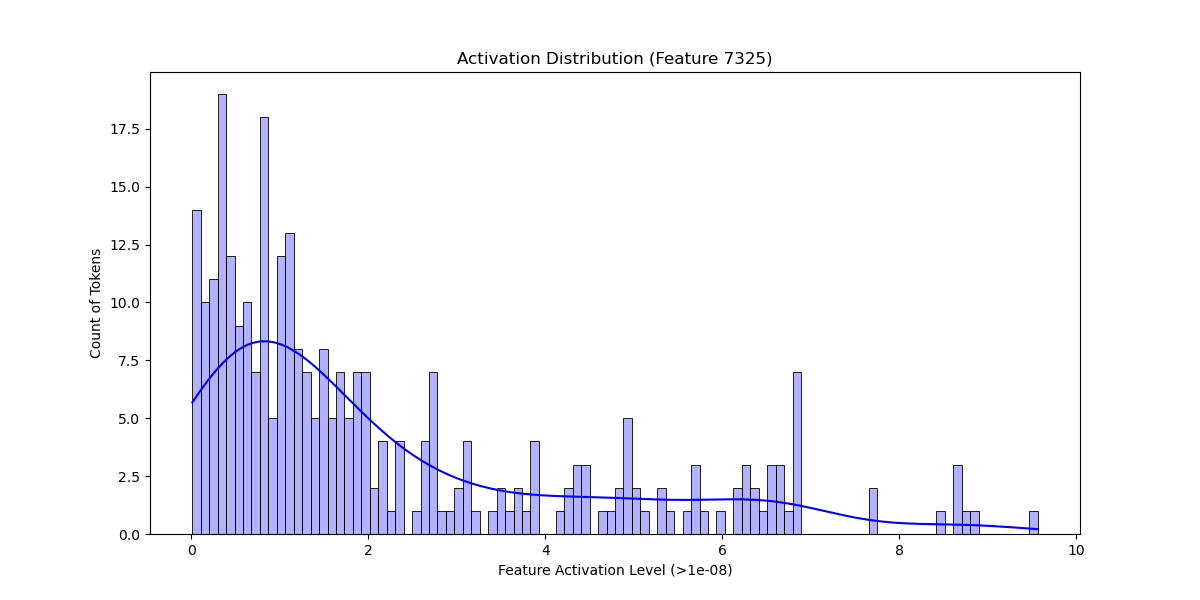 Activation Distribution (Feature 7325)
17.5
15.0
12.5
10.0
7.5
5.0
2.5
0.0
Count of Tokens
0 2 4 6 8 10
Feature Activation Level (>1e-08)